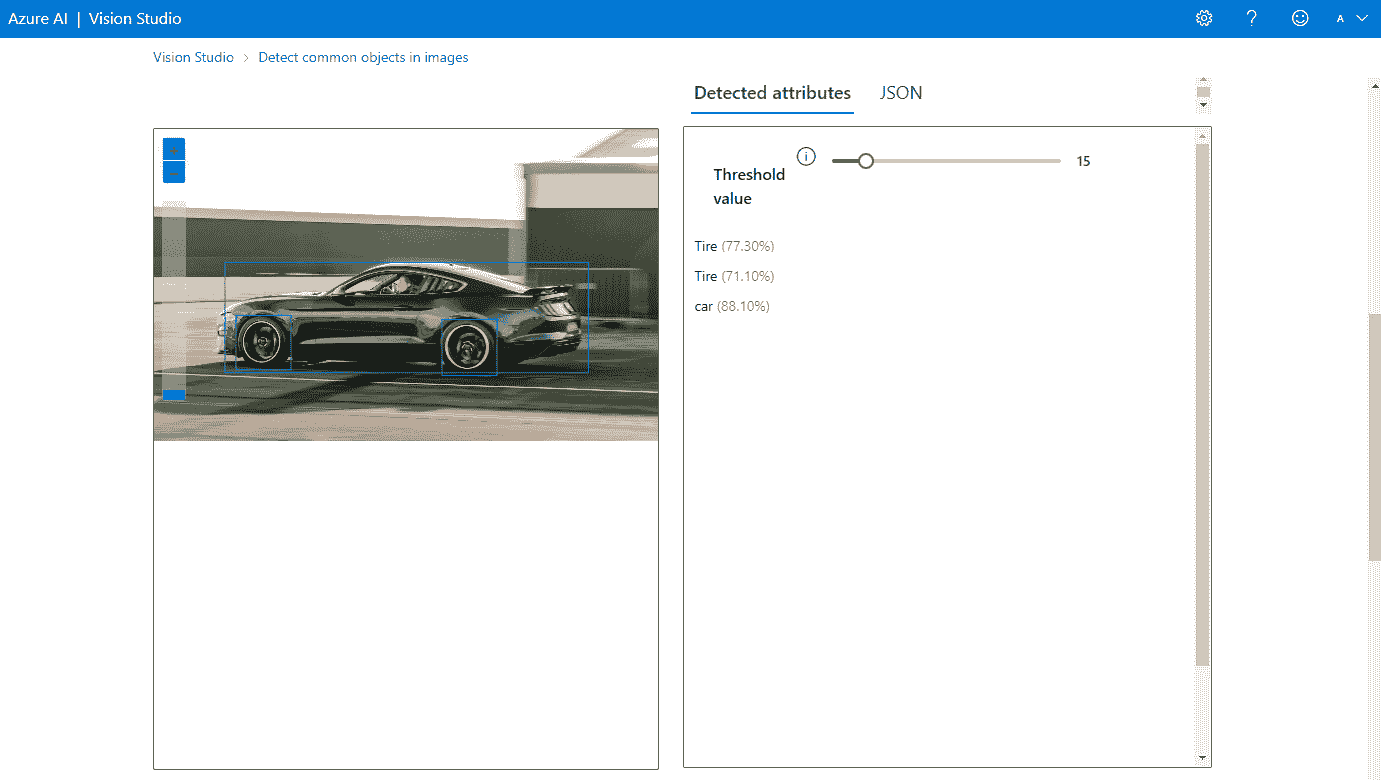 Azure AI | Vision Studio
A
Vision Studio > Detect common objects in images
Detected attributes JSON
Threshold value
15
Tire (77.30%)
Tire (71.10%)
car (88.10%)